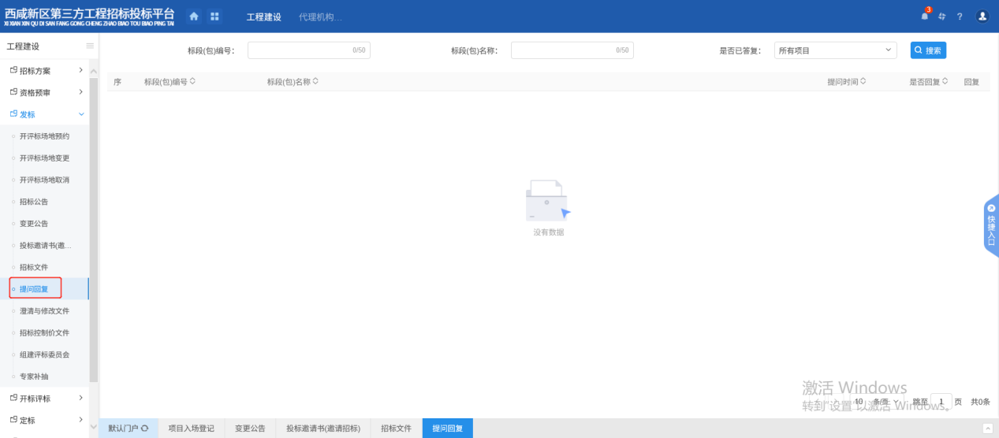 西咸新区第三方工程招标投标平台
XI XIAN XIN QU DI SAN FANG GONG CHENG ZHAO BIAO TOU BIAO PING TAI
工程建设 代理机构... 3 ?
工程建设
招标方案
资格预审
发标
开评标场地预约
开评标场地变更
开评标场地取消
招标公告
变更公告
投标邀请书(邀...
招标文件
提问回复
澄清与修改文件
招标控制价文件
组建评标委员会
专家补抽
开标评标
定标
标段(包)编号： 0/50 标段(包)名称： 0/50 是否已答复： 所有项目 搜索
序 标段(包)编号 标段(包)名称 提问时间 是否回复 回复
没有数据
快捷入口
激活 Windows
转到"设置"以激活 Windows。
10 条/页 跳至 1 页 共0条
默认门户 项目入场登记 变更公告 投标邀请书(邀请招标) 招标文件 提问回复